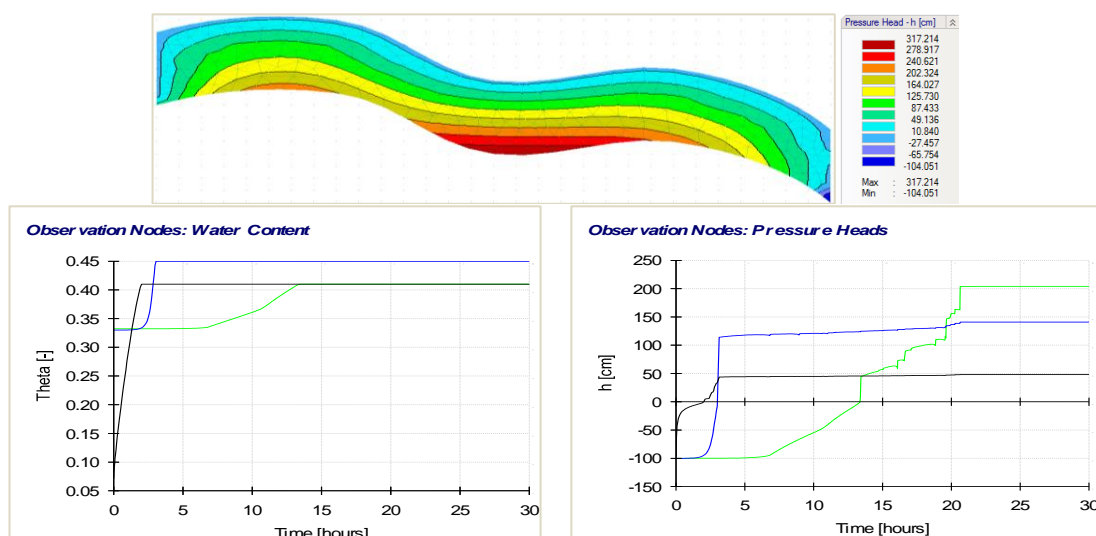 Pressure Head - h [cm]
317.214
278.917
240.621
202.324
164.027
125.730
87.433
49.136
10.840
-27.457
-65.754
-104.051
Max : 317.214
Min : -104.051
Observation Nodes: Water Content
0.45
0.40
0.35
0.30
0.25
0.20
0.15
0.10
0.05
Theta [-]
0 5 10 15 20 25 30
Time [hours]
Observation Nodes: Pressure Heads
250
200
150
100
50
0
-50
-100
-150
h [cm]
0 5 10 15 20 25 30
Time [hours]